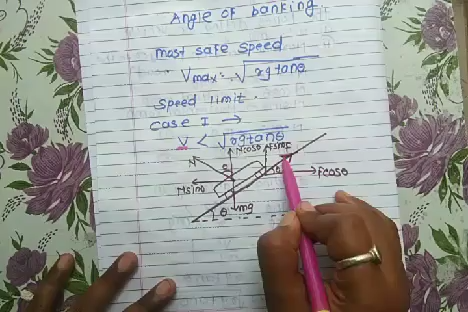 Angle of banking
most safe speed
Vmax = √rg tanθ
Speed limit.
Case I →
V < √rg tanθ
N Ncosθ fsinθ
Nsinθ fcosθ
θ mg